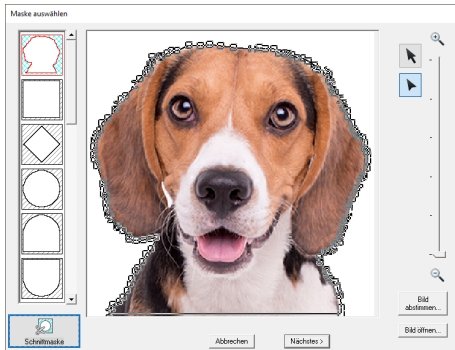 Maske auswählen
Bild
abstimmen...
Bild öffnen...
Schnittmaske
Abbrechen
Nächstes >